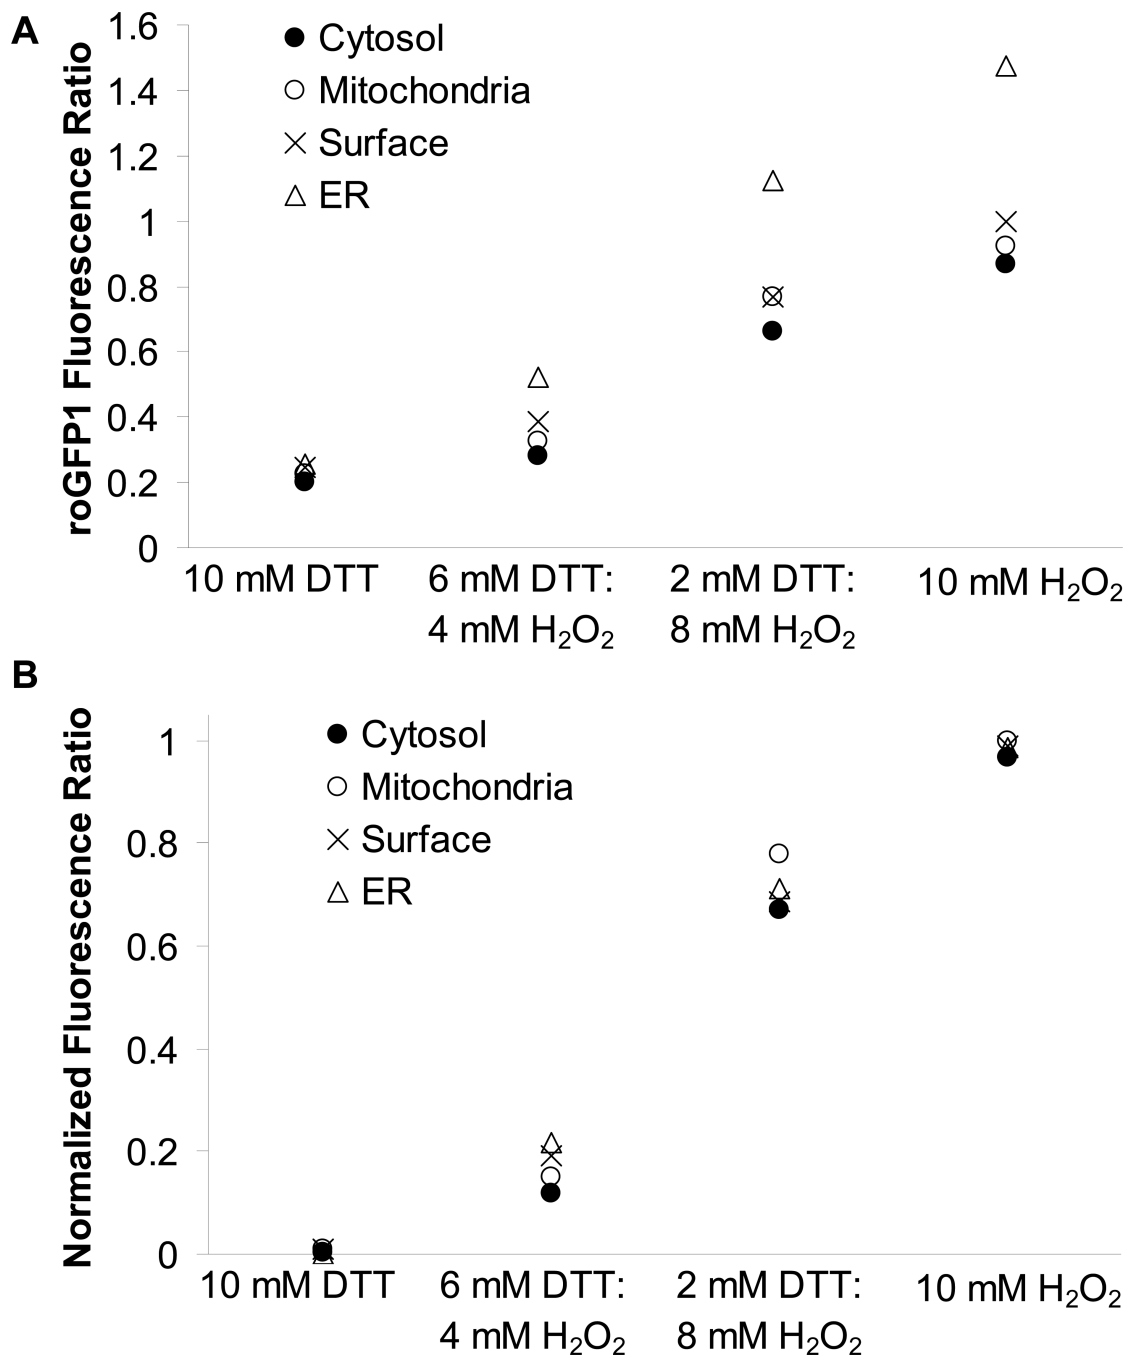 A
roGFP1 Fluorescence Ratio
1.6
1.4
1.2
1
0.8
0.6
0.4
0.2
0
Cytosol
Mitochondria
Surface
ER
10 mM DTT
6 mM DTT:
4 mM H₂O₂
2 mM DTT:
8 mM H₂O₂
10 mM H₂O₂
B
Normalized Fluorescence Ratio
1
0.8
0.6
0.4
0.2
0
Cytosol
Mitochondria
Surface
ER
10 mM DTT
6 mM DTT:
4 mM H₂O₂
2 mM DTT:
8 mM H₂O₂
10 mM H₂O₂